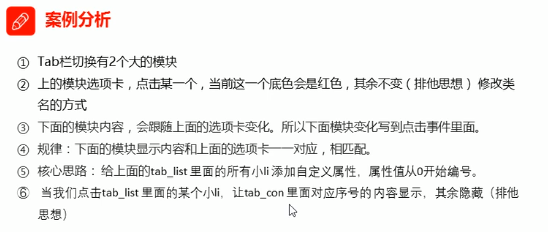 案例分析
① Tab栏切换有2个大的模块
② 上的模块选项卡，点击某一个，当前这一个底色会是红色，其余不变（排他思想）修改类
名的方式
③ 下面的模块内容，会跟随上面的选项卡变化。所以下面模块变化写到点击事件里面。
④ 规律：下面的模块显示内容和上面的选项卡一一对应，相匹配。
⑤ 核心思路：给上面的tab_list 里面的所有小li 添加自定义属性，属性值从0开始编号。
⑥ 当我们点击tab_list 里面的某个小li，让tab_con 里面对应序号的 内容显示，其余隐藏（排他
思想）